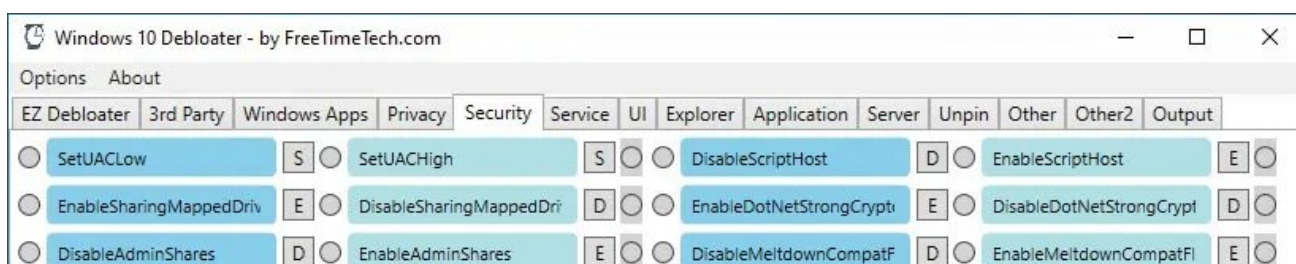 Windows 10 Debloater - by FreeTimeTech.com
Options About
EZ Debloater 3rd Party Windows Apps Privacy Security Service UI Explorer Application Server Unpin Other Other2 Output
SetUACLow S SetUACHigh S DisableScriptHost D EnableScriptHost E
EnableSharingMappedDriv E DisableSharingMappedDri D EnableDotNetStrongCrypt E DisableDotNetStrongCrypt D
DisableAdminShares D EnableAdminShares E DisableMeltdownCompatF D EnableMeltdownCompatFl E